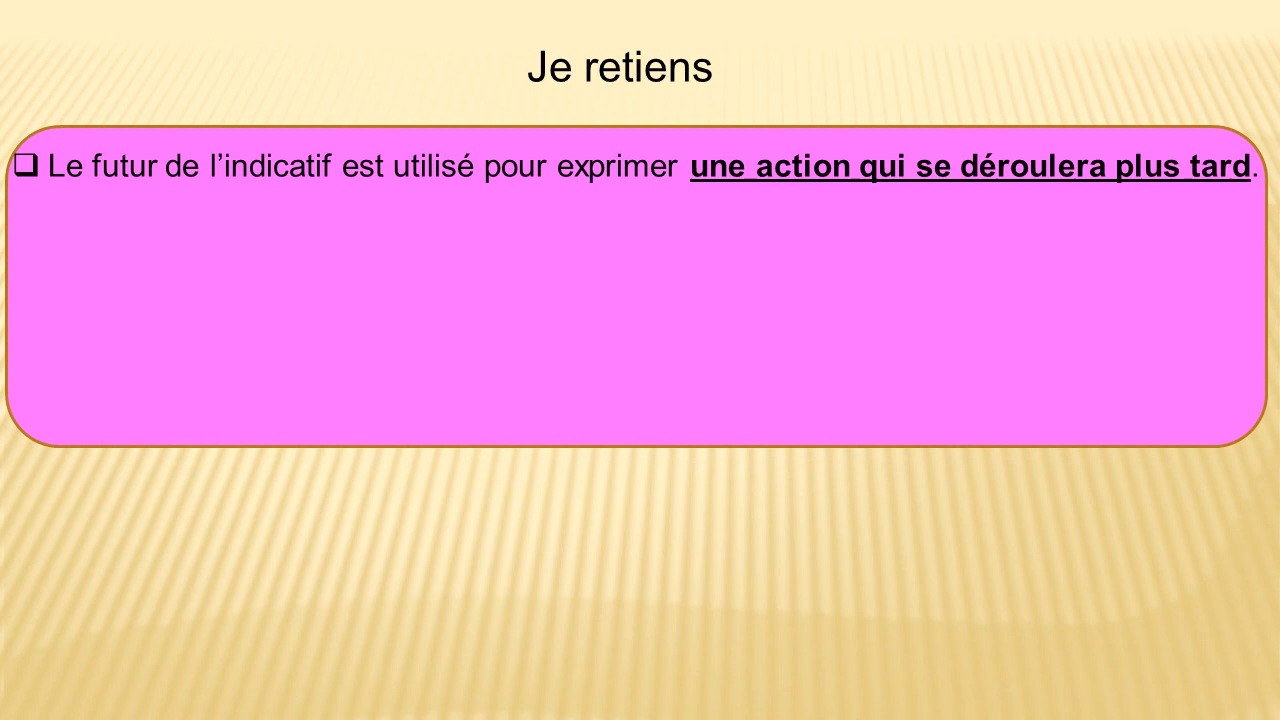 Je retiens
❑ Le futur de l’indicatif est utilisé pour exprimer une action qui se déroulera plus tard.